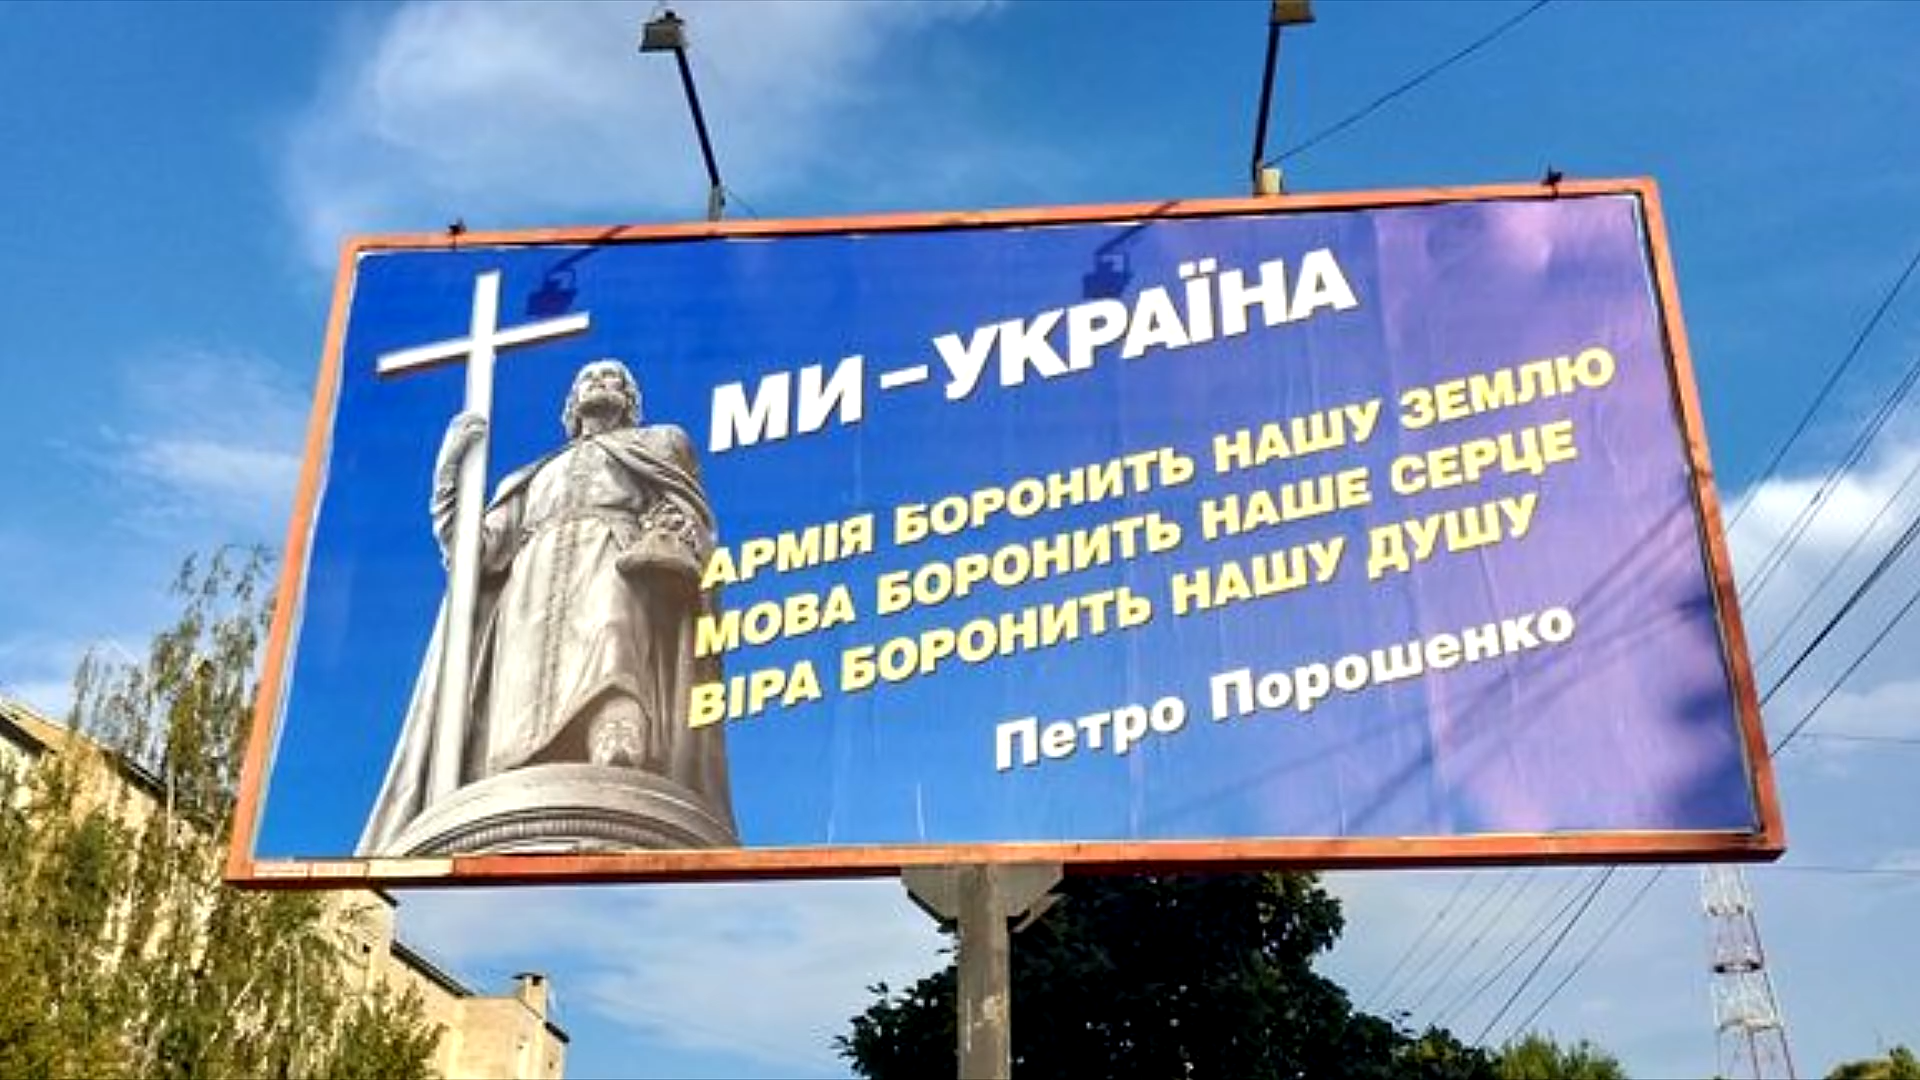 МИ – УКРАЇНА
АРМІЯ БОРОНИТЬ НАШУ ЗЕМЛЮ
МОВА БОРОНИТЬ НАШЕ СЕРЦЕ
ВІРА БОРОНИТЬ НАШУ ДУШУ
Петро Порошенко